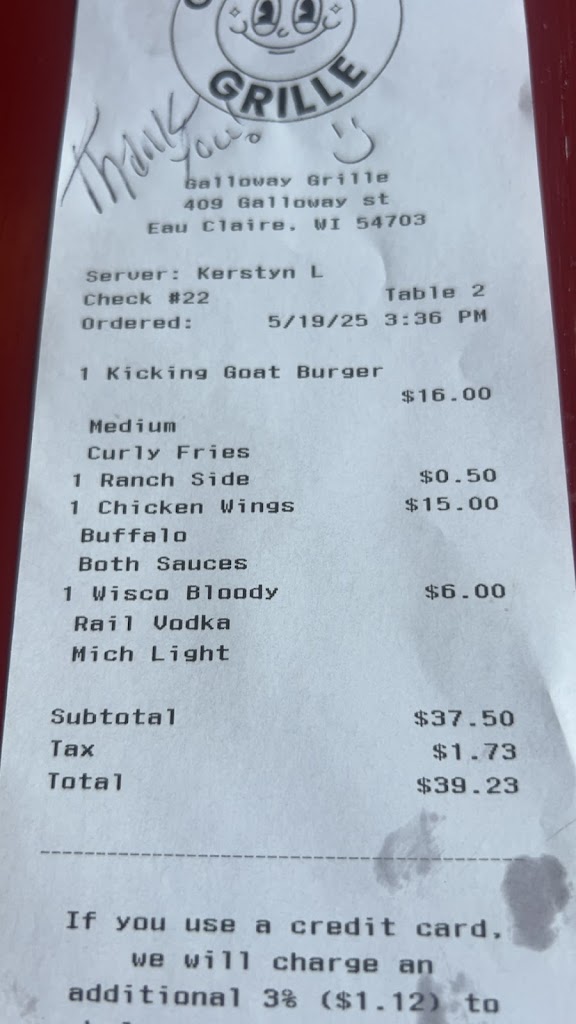 GRILLE
Thank
You!
Galloway Grille
409 Galloway st
Eau Claire, WI 54703
Server: Kerstyn L
Check #22 Table 2
Ordered: 5/19/25 3:36 PM
1 Kicking Goat Burger
$16.00
Medium
Curly Fries
1 Ranch Side $0.50
1 Chicken Wings $15.00
Buffalo
Both Sauces
1 Wisco Bloody $6.00
Rail Vodka
Mich Light
Subtotal $37.50
Tax $1.73
Total $39.23
If you use a credit card,
we will charge an
additional 3% ($1.12) to